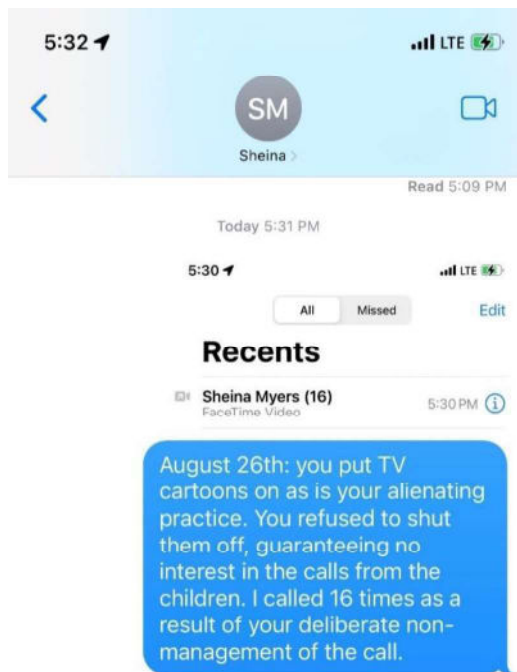 5:32
LTE
SM
Sheina
Read 5:09 PM
Today 5:31 PM
5:30
LTE
All Missed Edit
Recents
Sheina Myers (16)
FaceTime Video
5:30 PM
August 26th: you put TV
cartoons on as is your alienating
practice. You refused to shut
them off, guaranteeing no
interest in the calls from the
children. I called 16 times as a
result of your deliberate non-
management of the call.